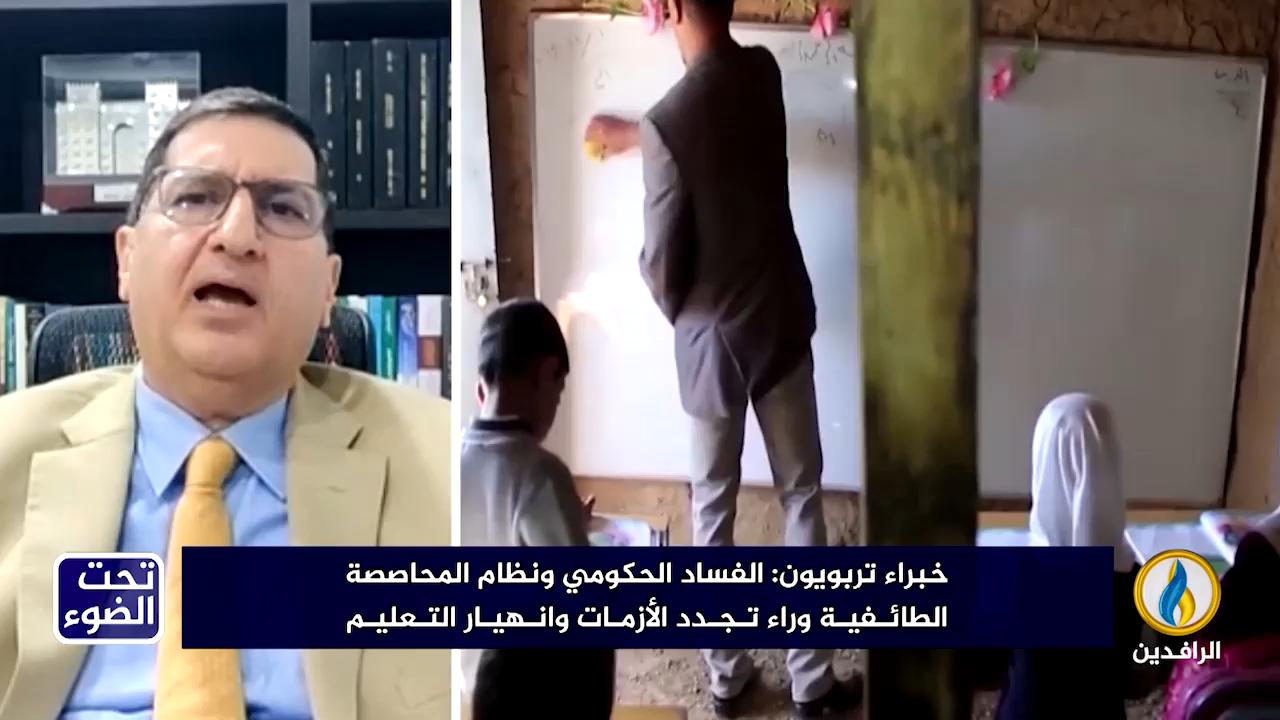 خبراء تربويون: الفساد الحكومي ونظام المحاصصة
الطائفية وراء تجدد الأزمات وانهيار التعليم
تحت
الضوء
الرافدين